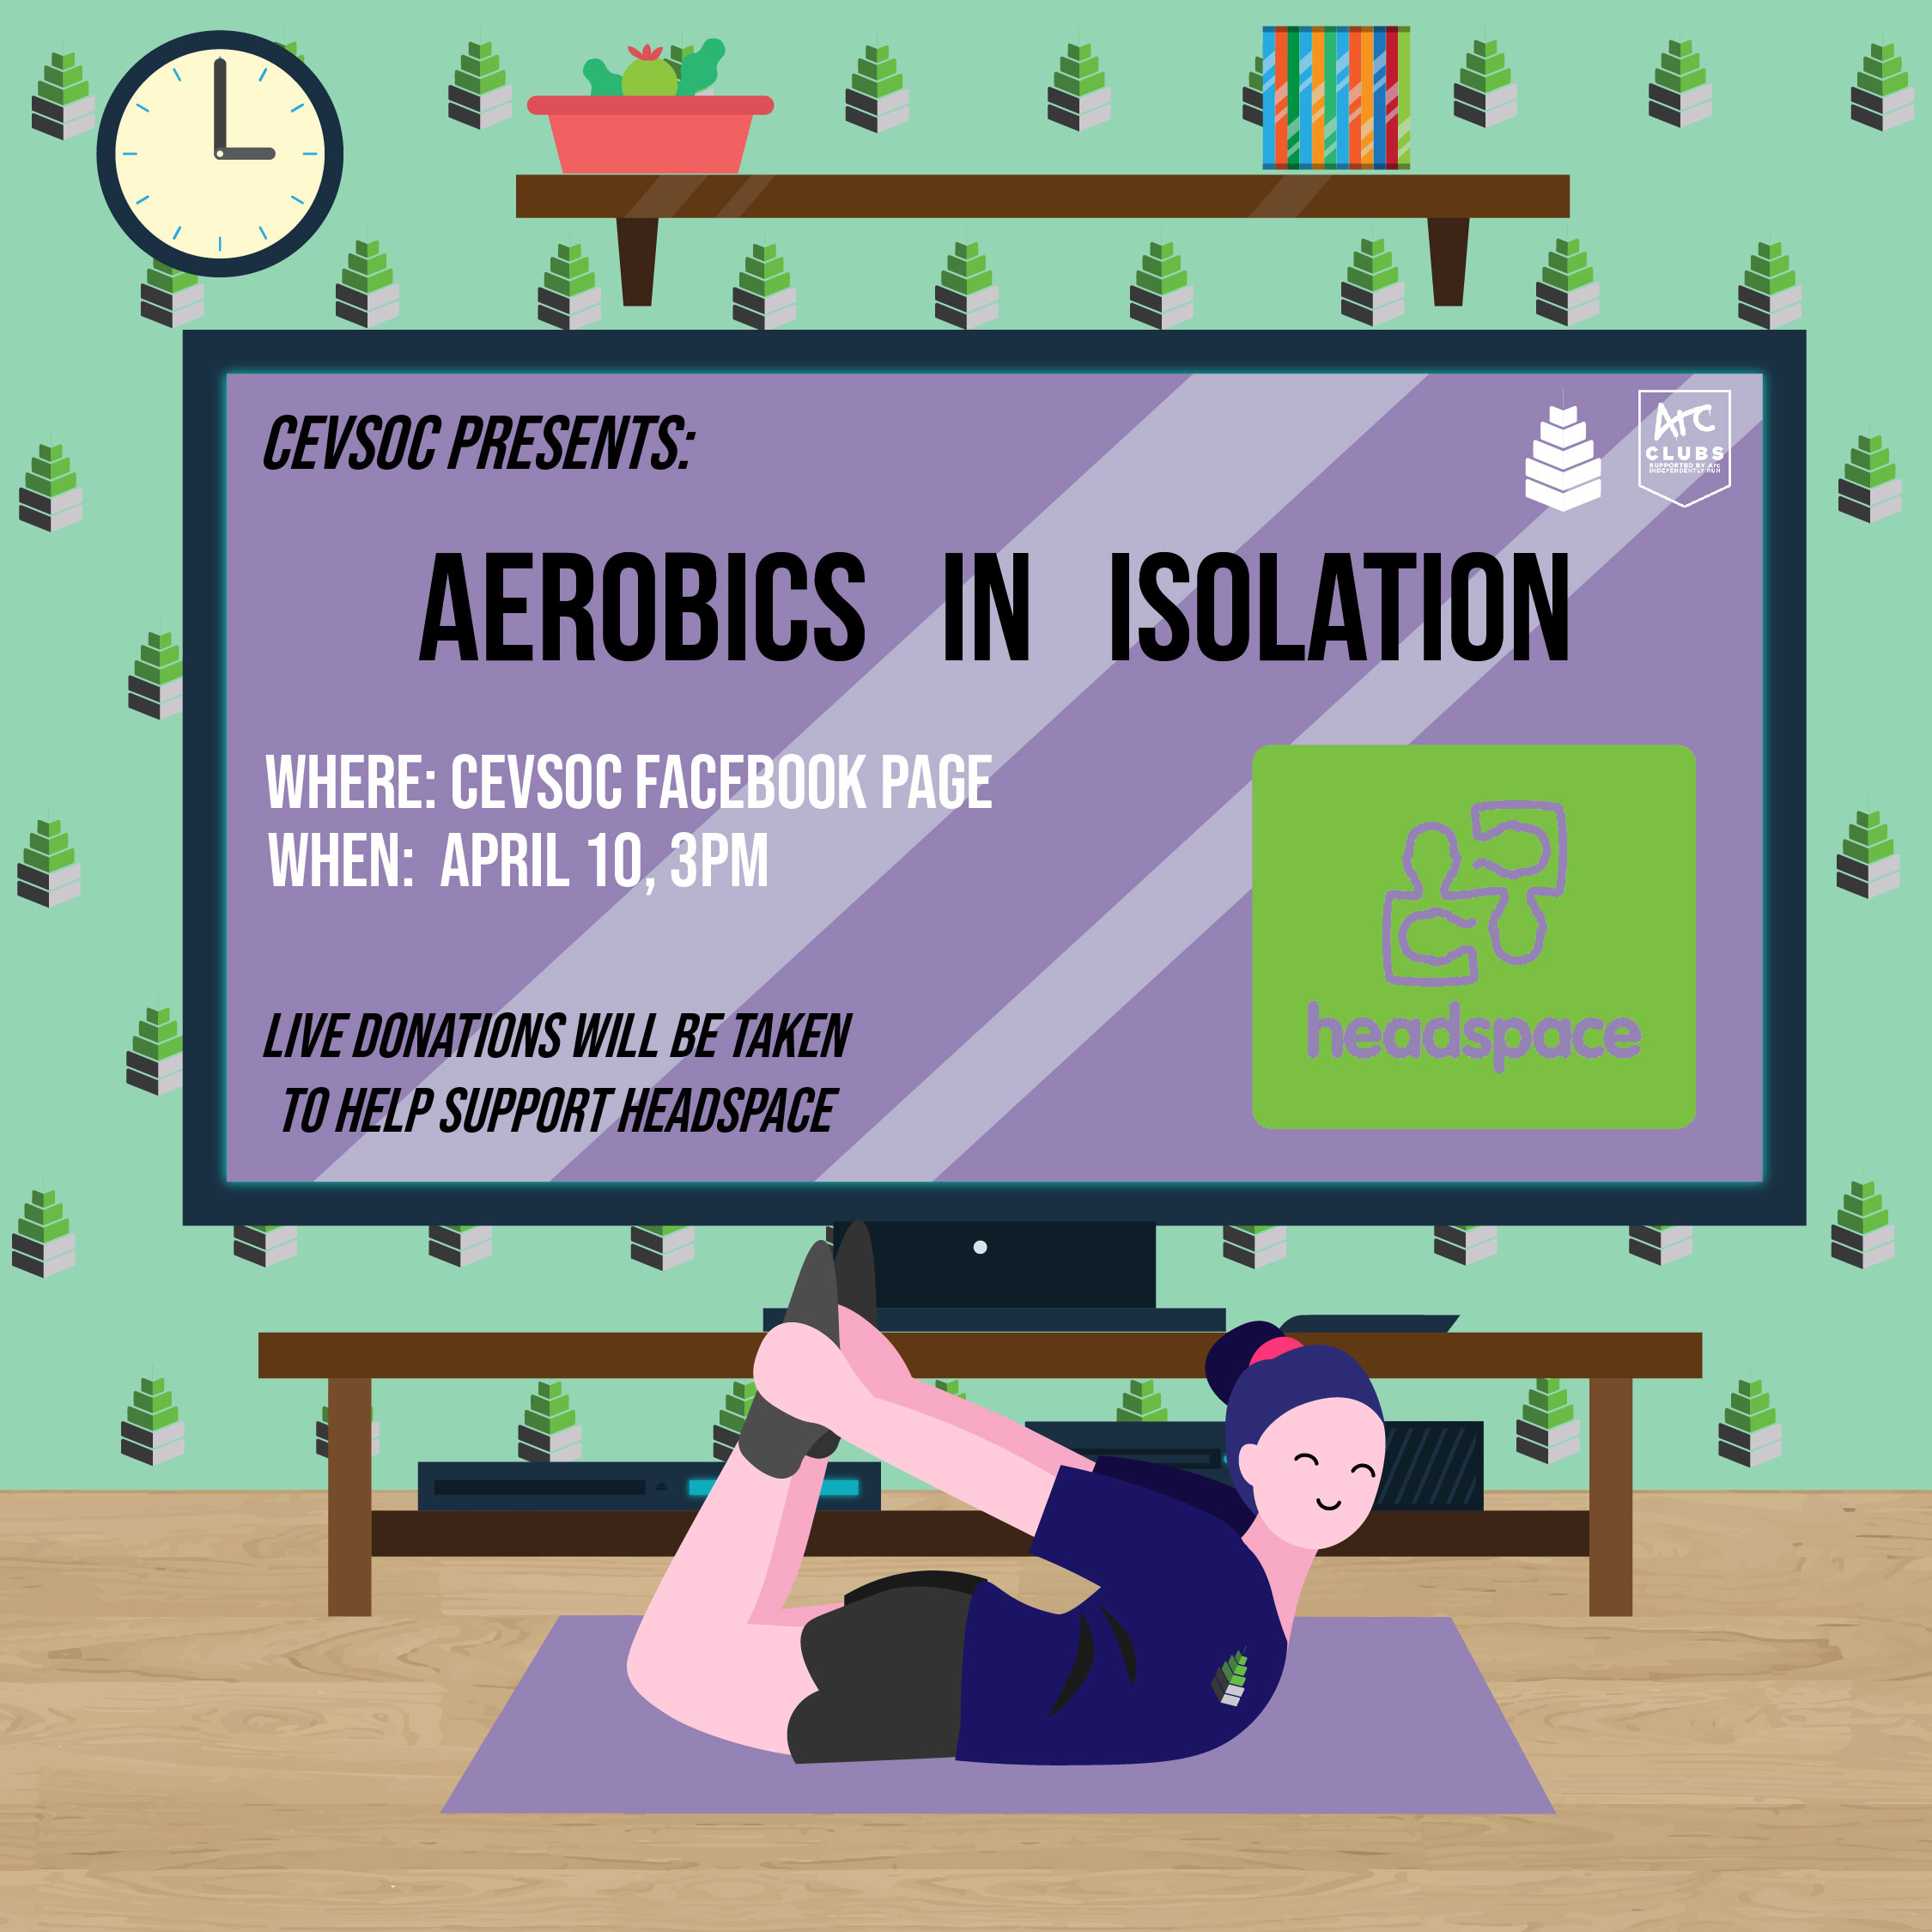 CEVSOC PRESENTS:
Arc
CLUBS
SUPPORTED BY Arc
INDEPENDENTLY RUN
AEROBICS IN ISOLATION
WHERE: CEVSOC FACEBOOK PAGE
WHEN: APRIL 10, 3PM
headspace
LIVE DONATIONS WILL BE TAKEN
TO HELP SUPPORT HEADSPACE